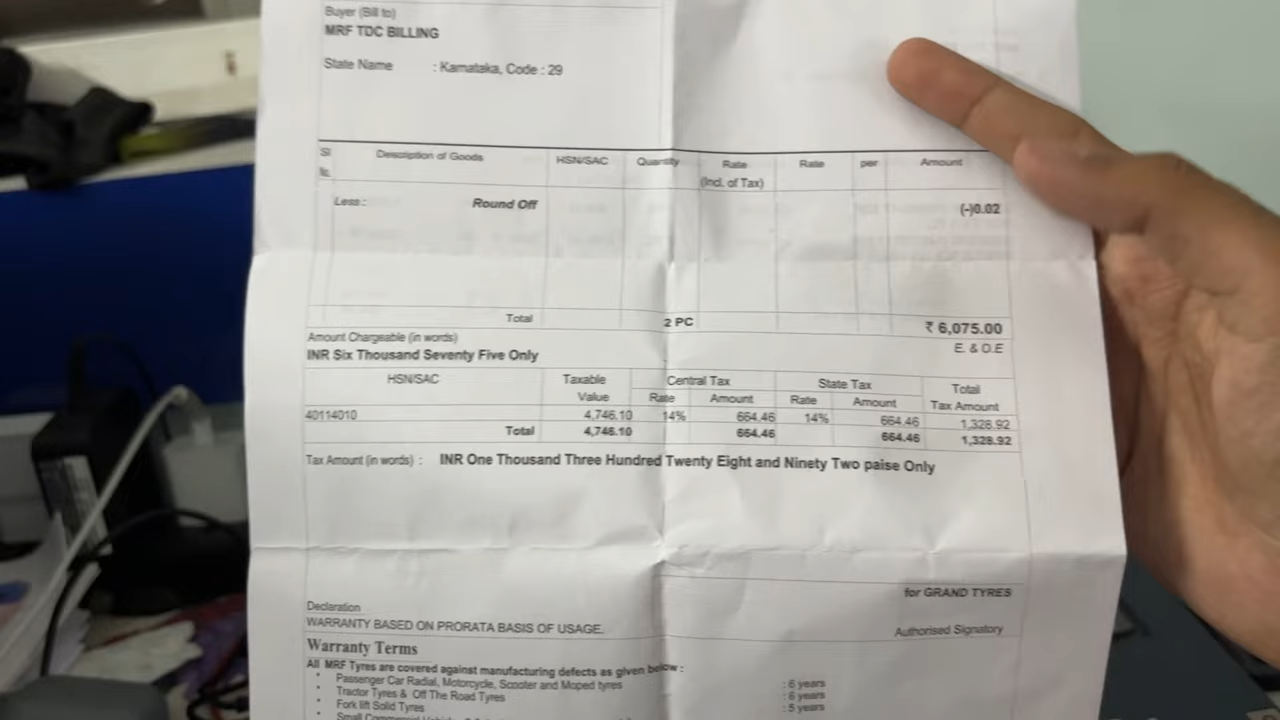 Buyer (Bill to)
MRF TDC BILLING
State Name : Karnataka, Code : 29
Sl Description of Goods HSN/SAC Quantity Rate Rate per Amount
No. (Incl. of Tax)
Less : Round Off (-)0.02
Total 2 PC ₹ 6,075.00
Amount Chargeable (in words) E. & O.E
INR Six Thousand Seventy Five Only
HSN/SAC Taxable Central Tax State Tax Total
Value Rate Amount Rate Amount Tax Amount
40114010 4,746.10 14% 664.46 14% 664.46 1,328.92
Total 4,746.10 664.46 664.46 1,328.92
Tax Amount (in words) : INR One Thousand Three Hundred Twenty Eight and Ninety Two paise Only
for GRAND TYRES
Declaration
WARRANTY BASED ON PRORATA BASIS OF USAGE.
Authorised Signatory
Warranty Terms
All MRF Tyres are covered against manufacturing defects as given below :
• Passenger Car Radial, Motorcycle, Scooter and Moped tyres : 6 years
• Tractor Tyres & Off The Road Tyres : 6 years
• Fork lift Solid Tyres : 5 years
• Small Commercial